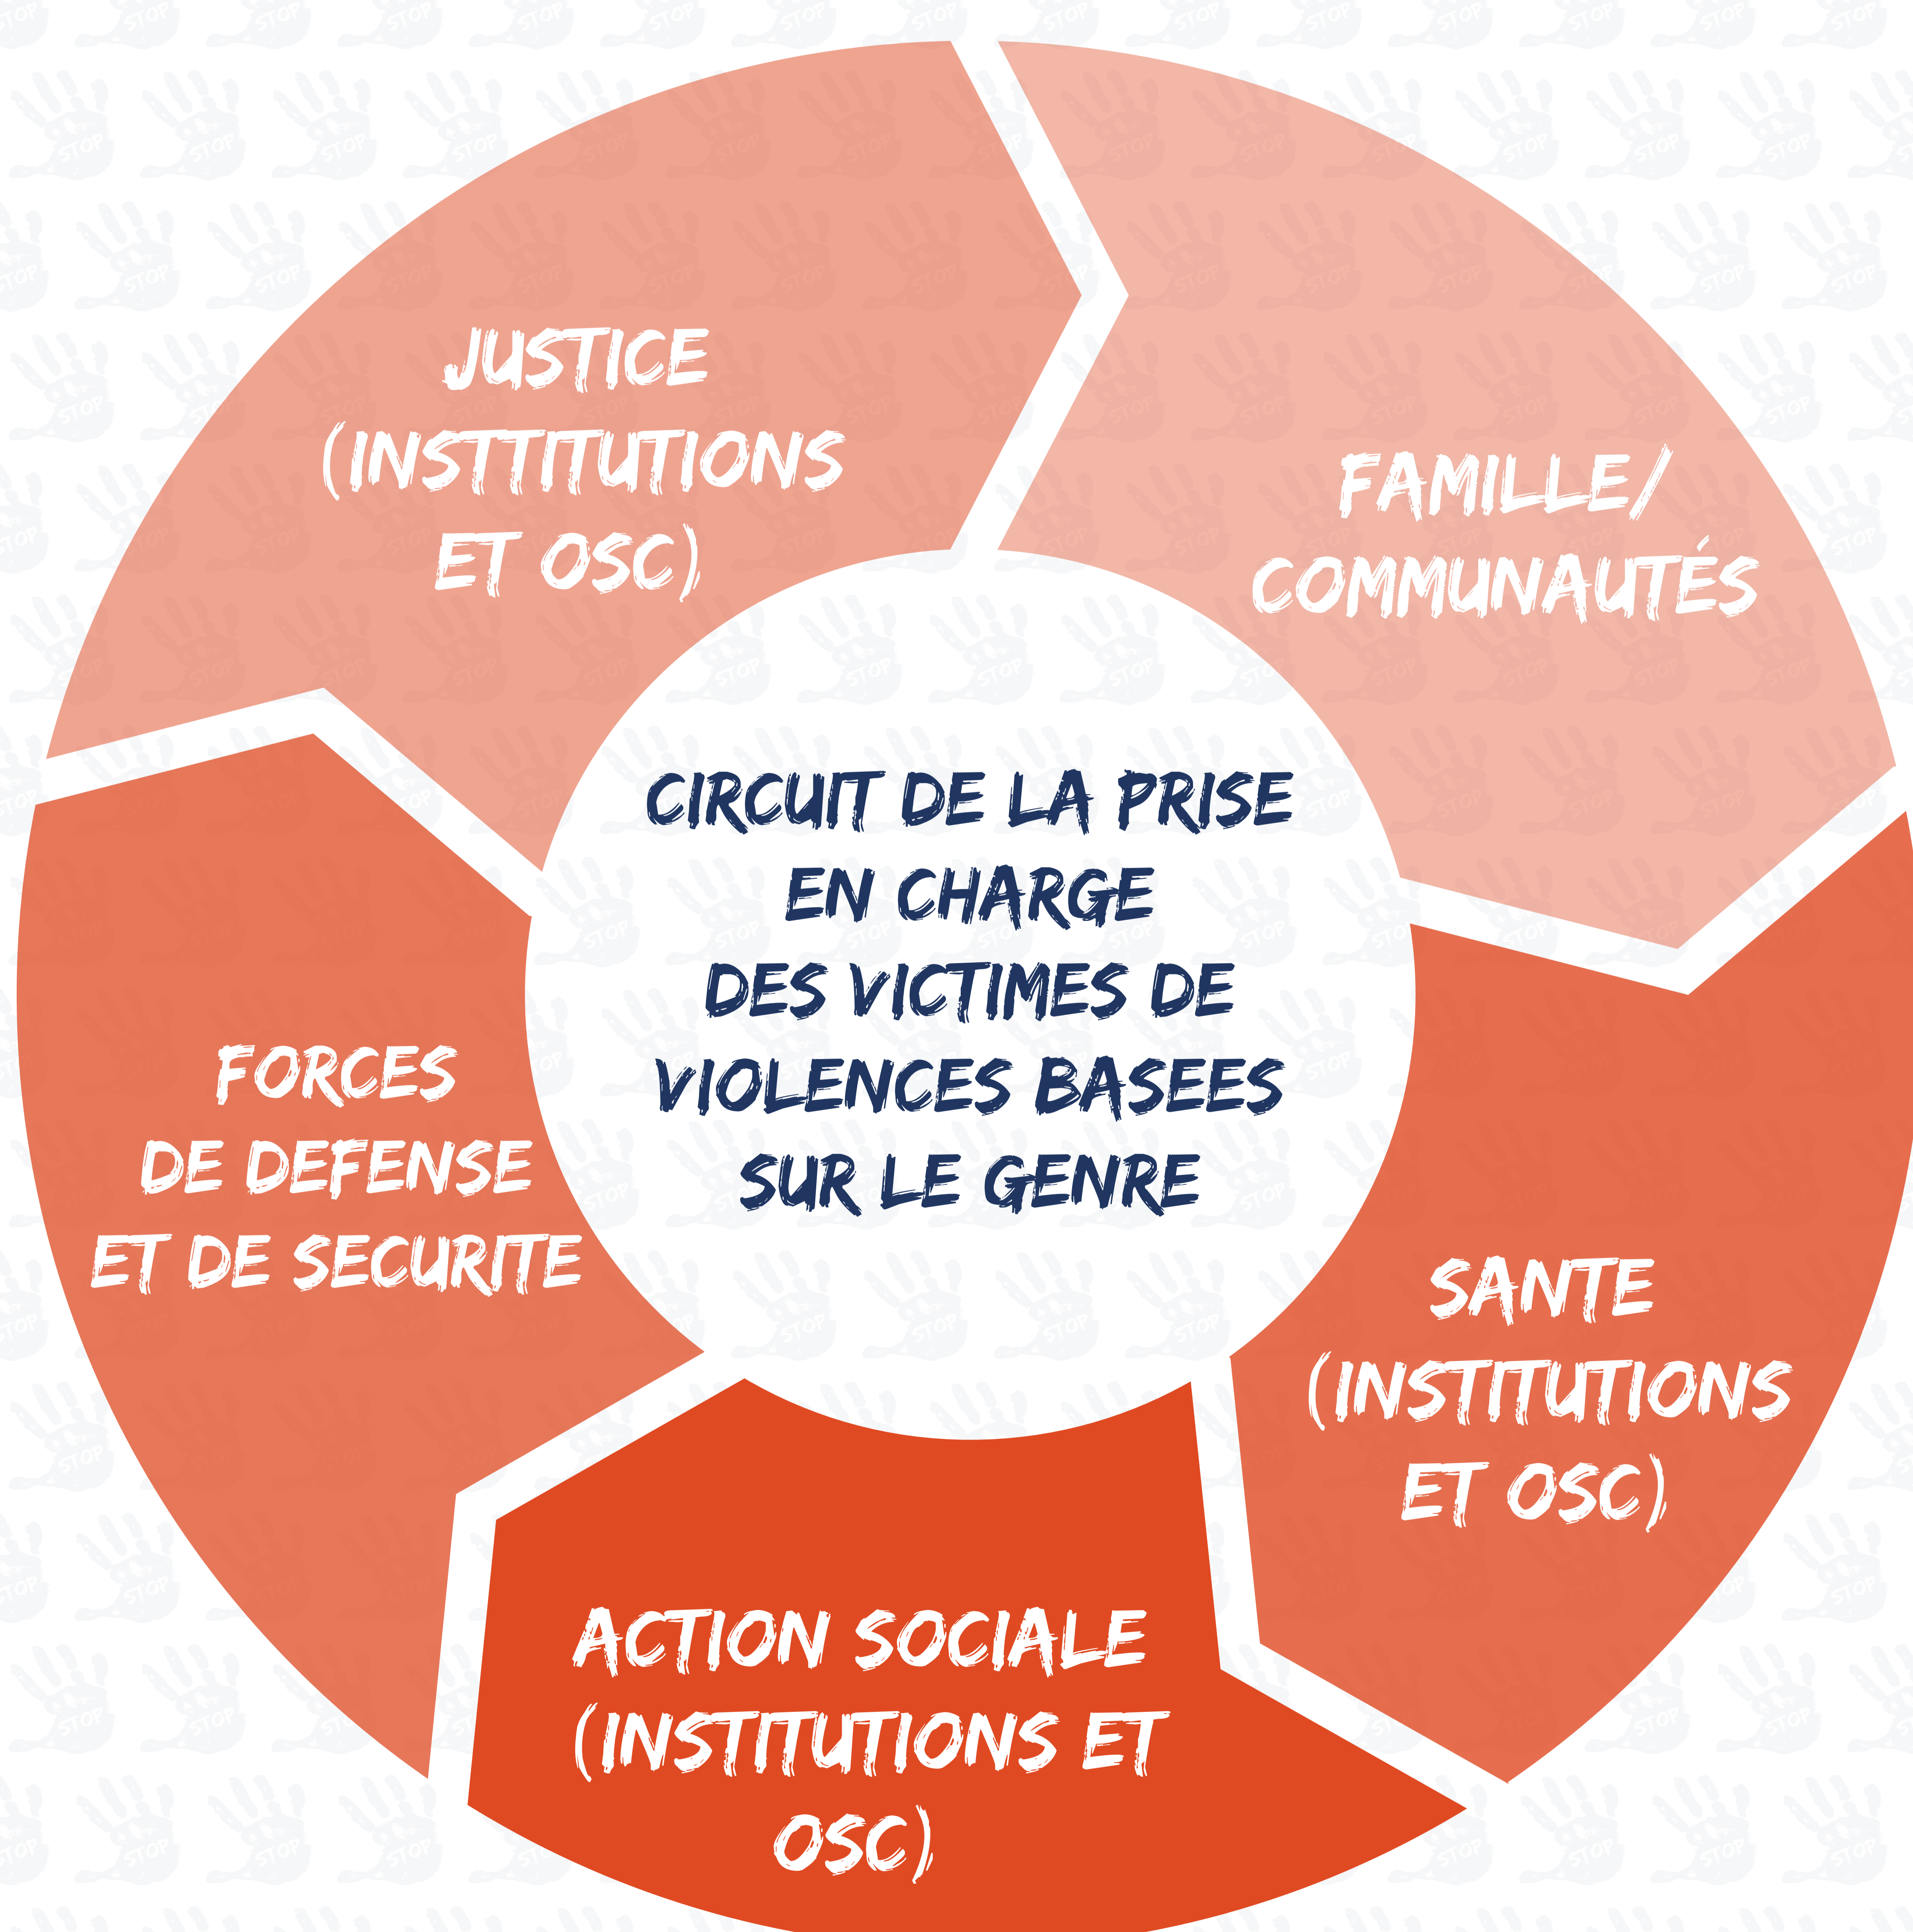 JUSTICE
(INSTTITUTIONS
ET OSC)
FAMILLE/
COMMUNAUTÉS
CIRCUIT DE LA PRISE
EN CHARGE
DES VICTIMES DE
VIOLENCES BASEES
SUR LE GENRE
FORCES
DE DEFENSE
ET DE SECURITE
SANTE
(INSTITUTIONS
ET OSC)
ACTION SOCIALE
(INSTITUTIONS ET
OSC)
STOP